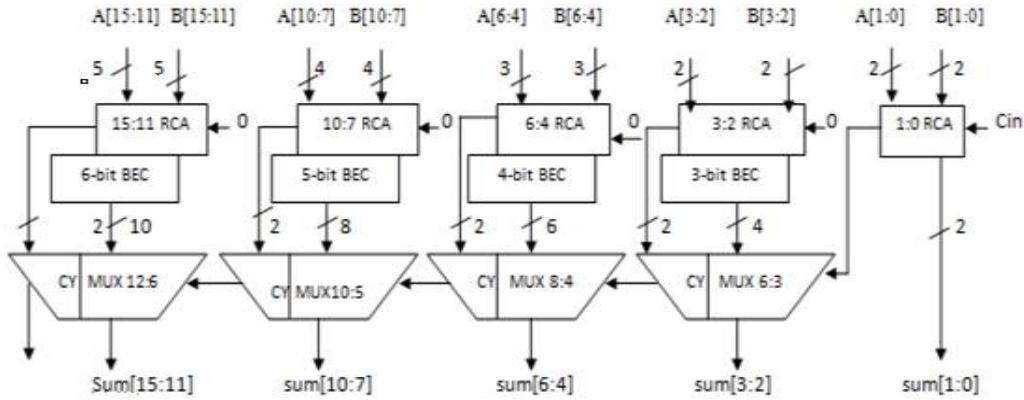 A[15:11] B[15:11] A[10:7] B[10:7] A[6:4] B[6:4] A[3:2] B[3:2] A[1:0] B[1:0]
5 5 4 4 3 3 2 2 2 2
15:11 RCA 0 10:7 RCA 0 6:4 RCA 0 3:2 RCA 0 1:0 RCA Cin
6-bit BEC 5-bit BEC 4-bit BEC 3-bit BEC
2 10 2 8 2 6 2 4 2
CY MUX 12:6 CY MUX10:5 CY MUX 8:4 CY MUX 6:3
Sum[15:11] sum[10:7] sum[6:4] sum[3:2] sum[1:0]